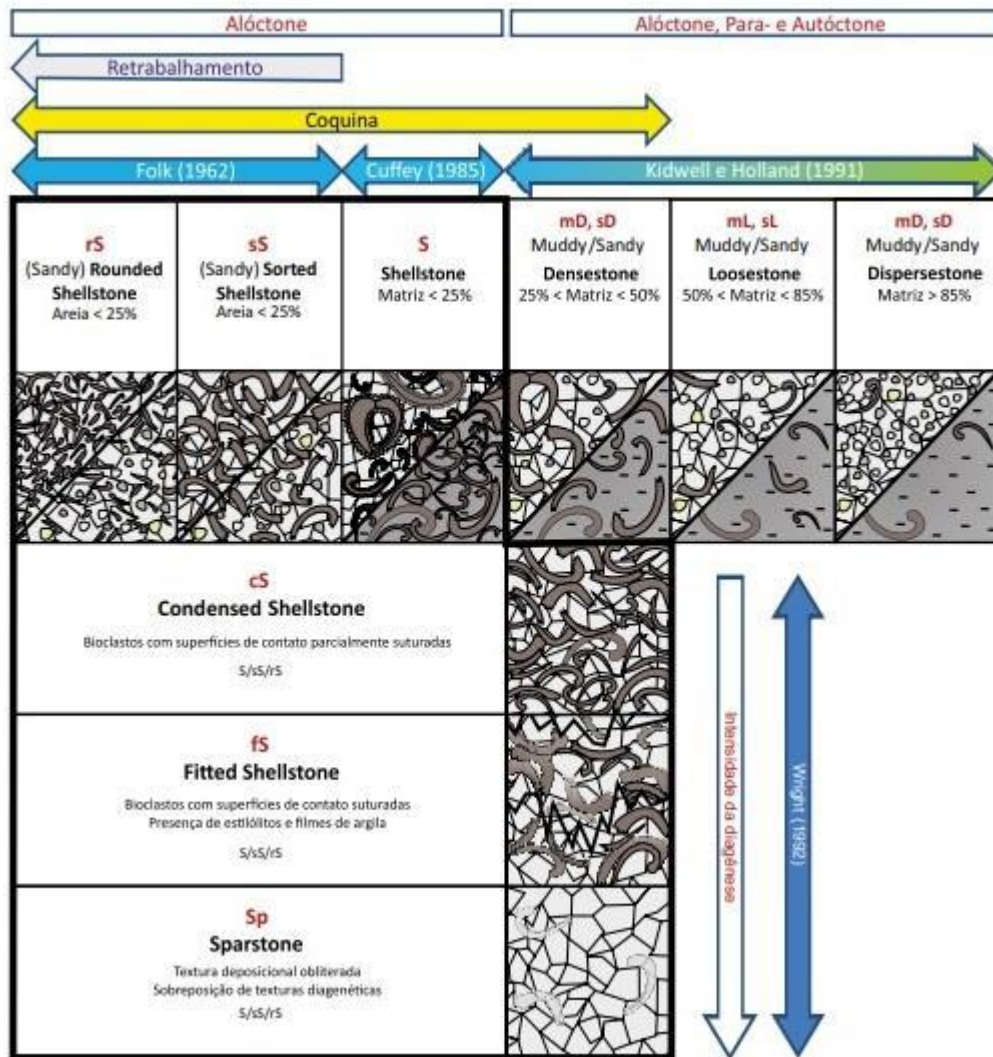 Alóctone
Alóctone, Para- e Autóctone
Retrabalhamento
Coquina
Folk (1962)
Cuffey (1985)
Kidwell e Holland (1991)
rS
(Sandy) Rounded
Shellstone
Areia < 25%
sS
(Sandy) Sorted
Shellstone
Areia < 25%
S
Shellstone
Matriz < 25%
mD, sD
Muddy/Sandy
Densestone
25% < Matriz < 50%
mL, sL
Muddy/Sandy
Loosestone
50% < Matriz < 85%
mD, sD
Muddy/Sandy
Dispersestone
Matriz > 85%
cS
Condensed Shellstone
Bioclastos com superfícies de contato parcialmente suturadas
S/sS/rS
fS
Fitted Shellstone
Bioclastos com superfícies de contato suturadas
Presença de estilólitos e filmes de argila
S/sS/rS
Sp
Sparstone
Textura deposicional obliterada
Sobreposição de texturas diagenéticas
S/sS/rS
intensidade da diagênese
Wright (1992)